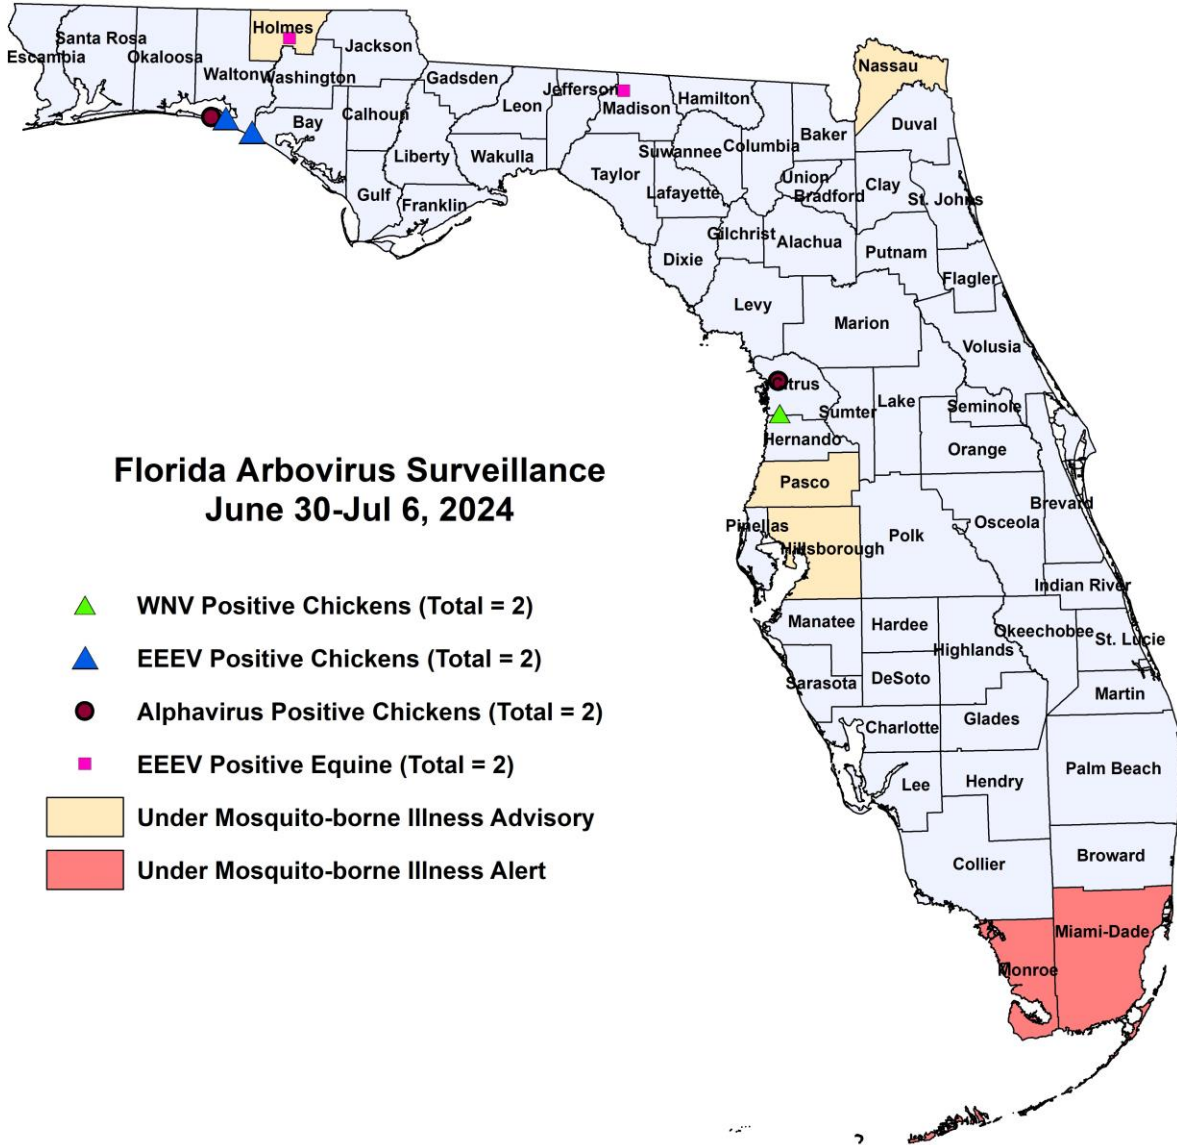 Holmes
Jackson
Santa Rosa
Okaloosa
Escambia
Walton
Washington
Gadsden
Jefferson
Leon
Madison
Hamilton
Nassau
Calhoun
Bay
Duval
Baker
Columbia
Suwannee
Liberty
Wakulla
Taylor
Union
Clay
Lafayette
Bradford
St. Johns
Gulf
Franklin
Gilchrist
Alachua
Putnam
Dixie
Flagler
Levy
Marion
Volusia
Citrus
Lake
Sumter
Seminole
Hernando
Orange
Florida Arbovirus Surveillance
June 30-Jul 6, 2024
Pasco
Brevard
Pinellas
Osceola
Polk
Hillsborough
Indian River
WNV Positive Chickens (Total = 2)
EEEV Positive Chickens (Total = 2)
Alphavirus Positive Chickens (Total = 2)
EEEV Positive Equine (Total = 2)
Under Mosquito-borne Illness Advisory
Under Mosquito-borne Illness Alert
Manatee
Hardee
Okeechobee
St. Lucie
Highlands
Sarasota
DeSoto
Martin
Charlotte
Glades
Palm Beach
Lee
Hendry
Broward
Collier
Miami-Dade
Monroe